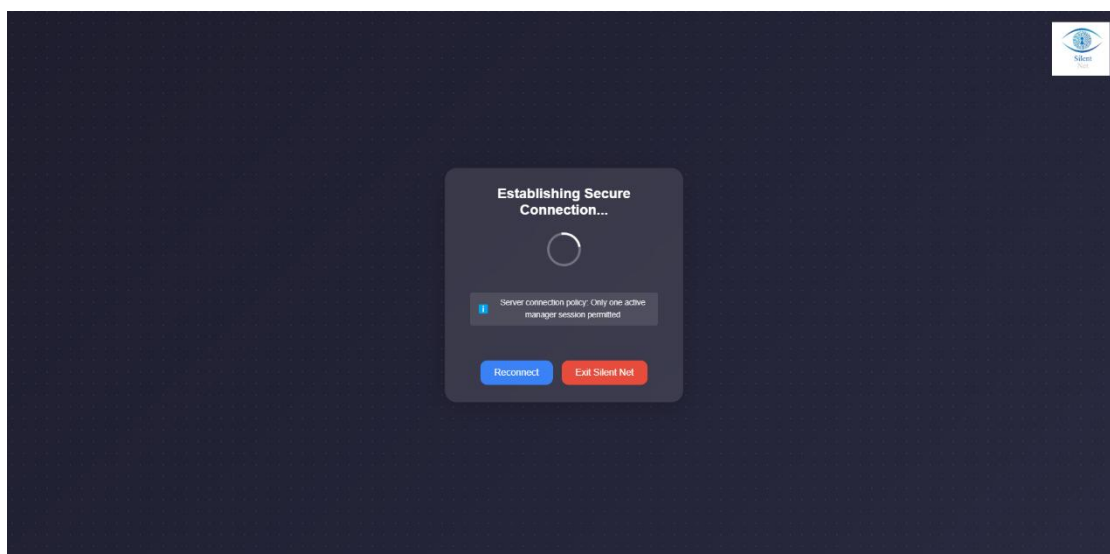 Silent
Net
Establishing Secure
Connection...
Server connection policy: Only one active
manager session permitted
Reconnect
Exit Silent Net